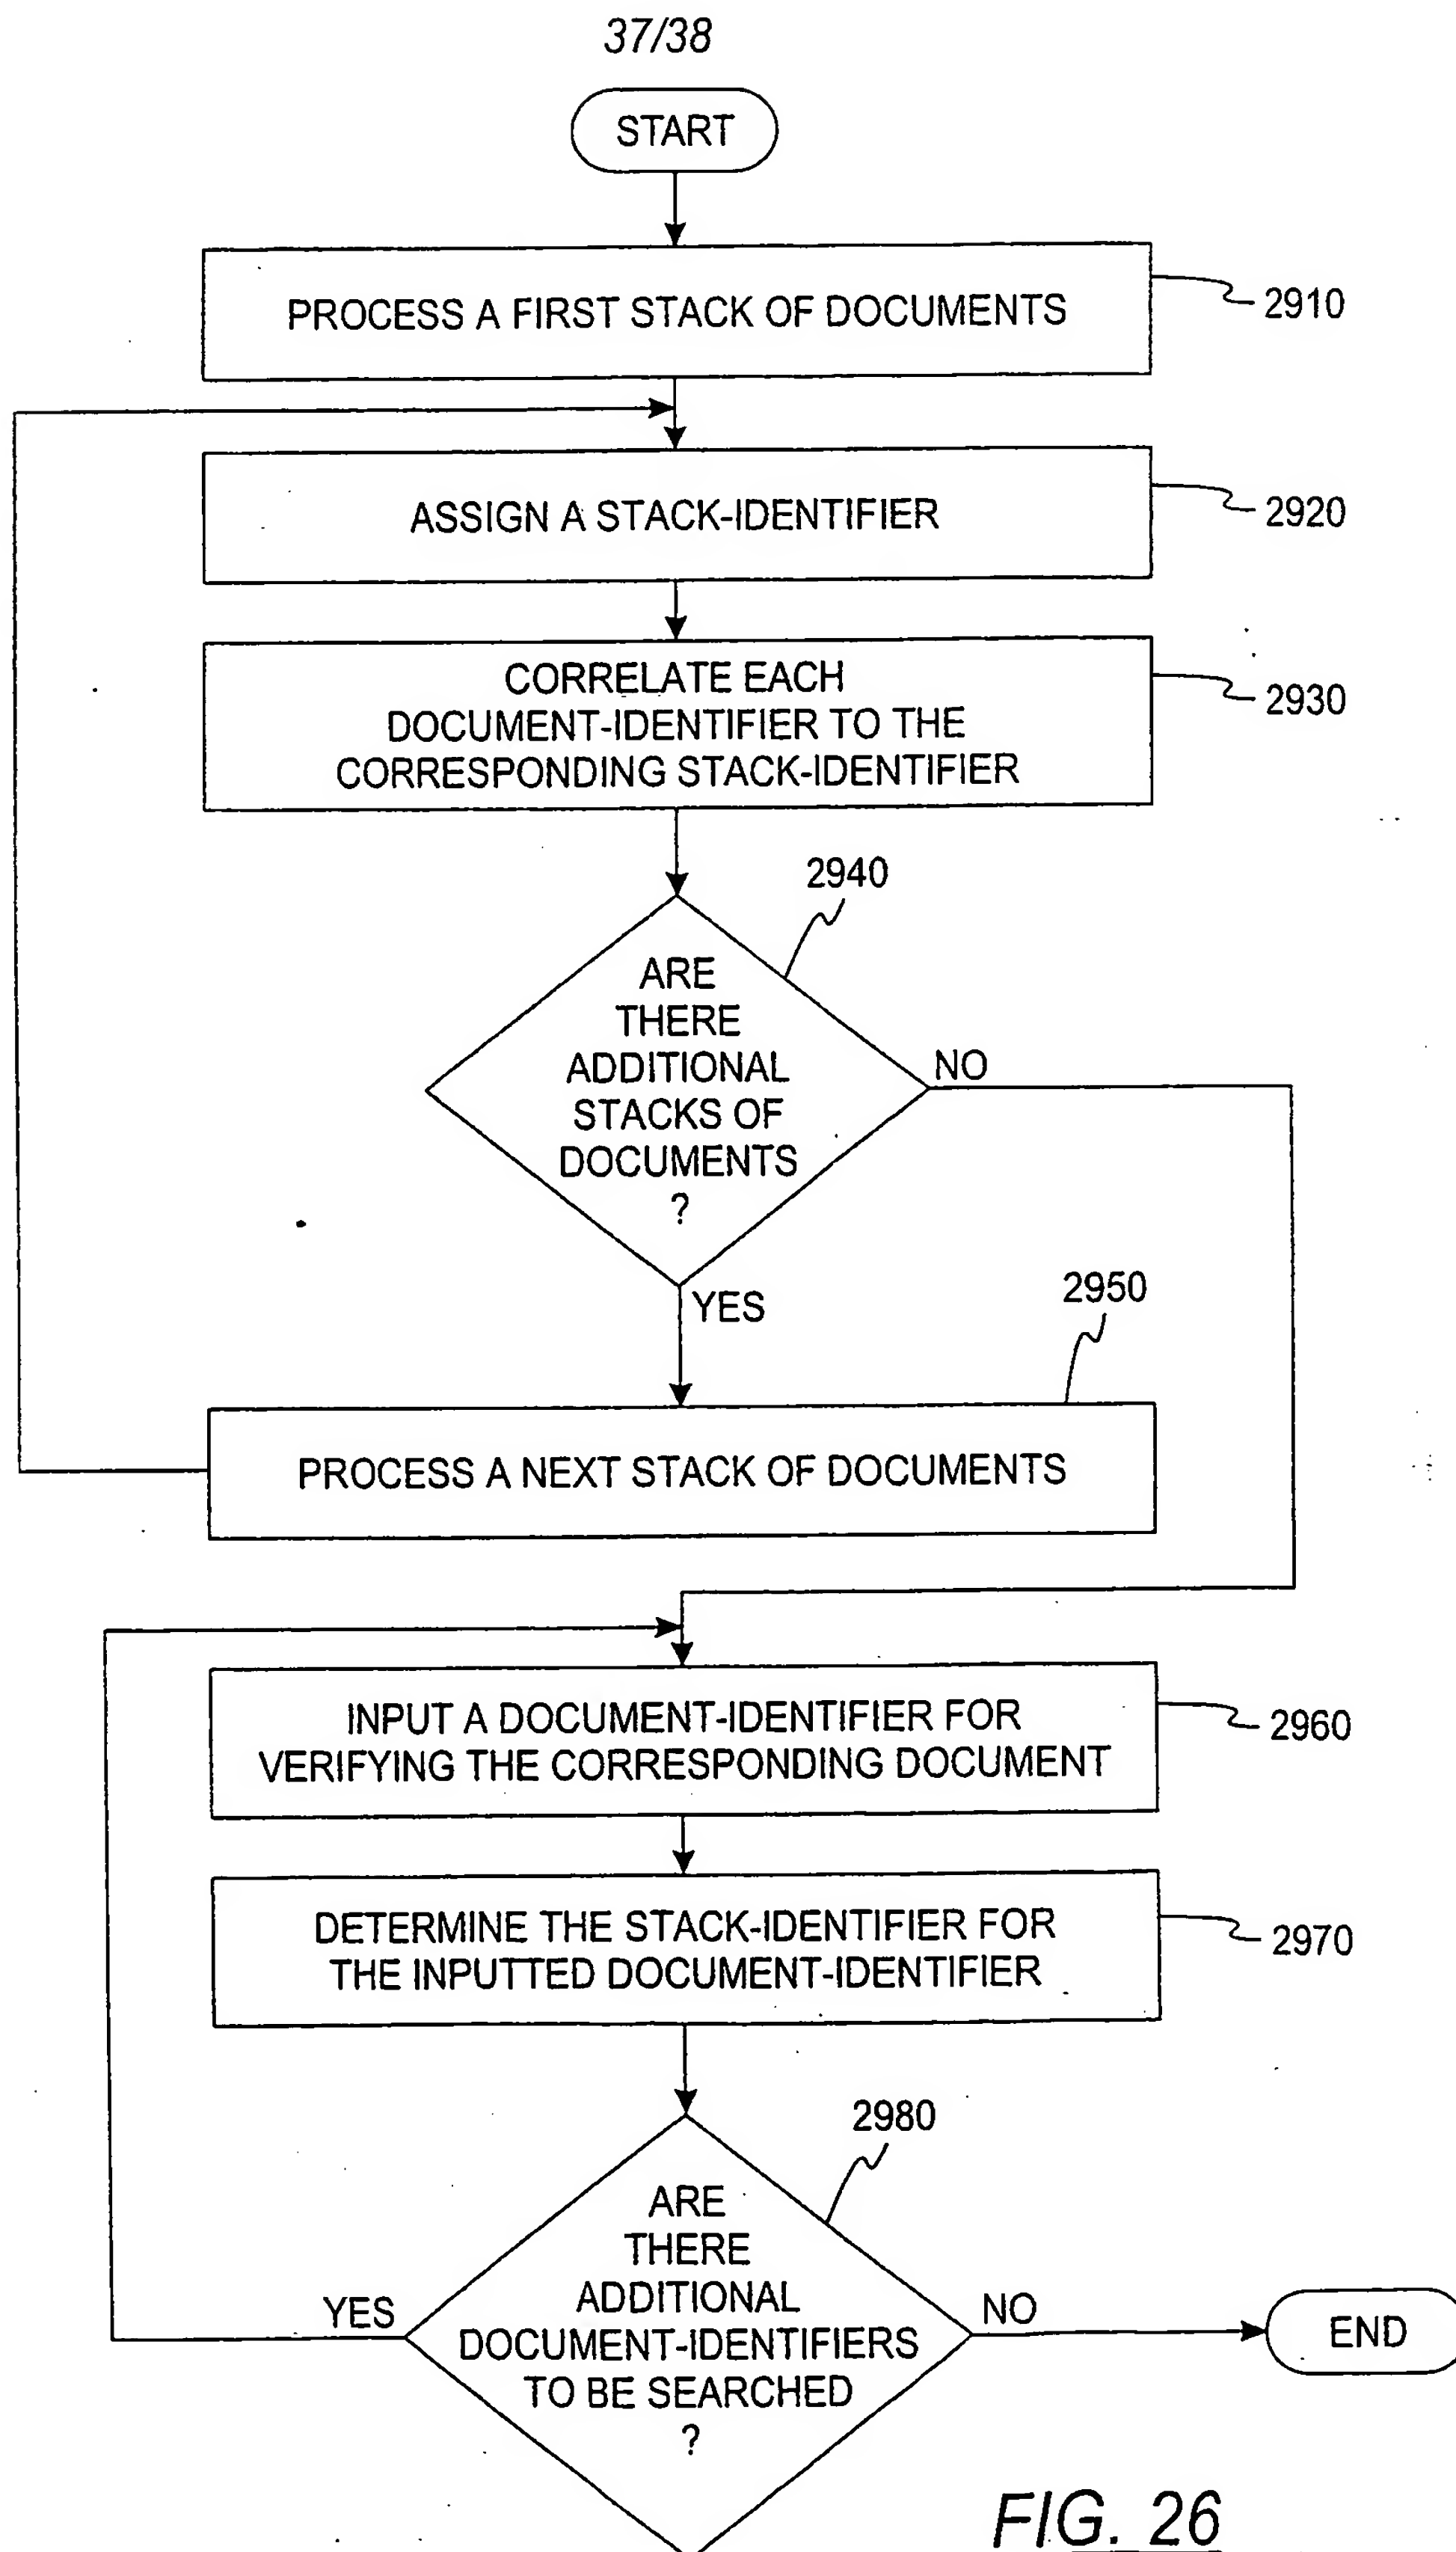 37/38
START
PROCESS A FIRST STACK OF DOCUMENTS
2910
ASSIGN A STACK-IDENTIFIER
2920
CORRELATE EACH
DOCUMENT-IDENTIFIER TO THE
CORRESPONDING STACK-IDENTIFIER
2930
2940
ARE
THERE
ADDITIONAL
STACKS OF
DOCUMENTS
?
NO
YES
2950
PROCESS A NEXT STACK OF DOCUMENTS
INPUT A DOCUMENT-IDENTIFIER FOR
VERIFYING THE CORRESPONDING DOCUMENT
2960
DETERMINE THE STACK-IDENTIFIER FOR
THE INPUTTED DOCUMENT-IDENTIFIER
2970
2980
ARE
THERE
ADDITIONAL
DOCUMENT-IDENTIFIERS
TO BE SEARCHED
?
YES
NO
END
FIG. 26